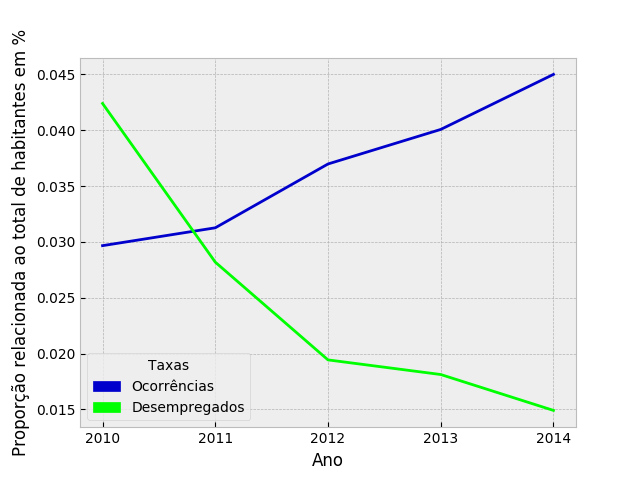 Proporção relacionada ao total de habitantes em %
0.045
0.040
0.035
0.030
0.025
0.020
0.015
Taxas
Ocorrências
Desempregados
2010 2011 2012 2013 2014
Ano